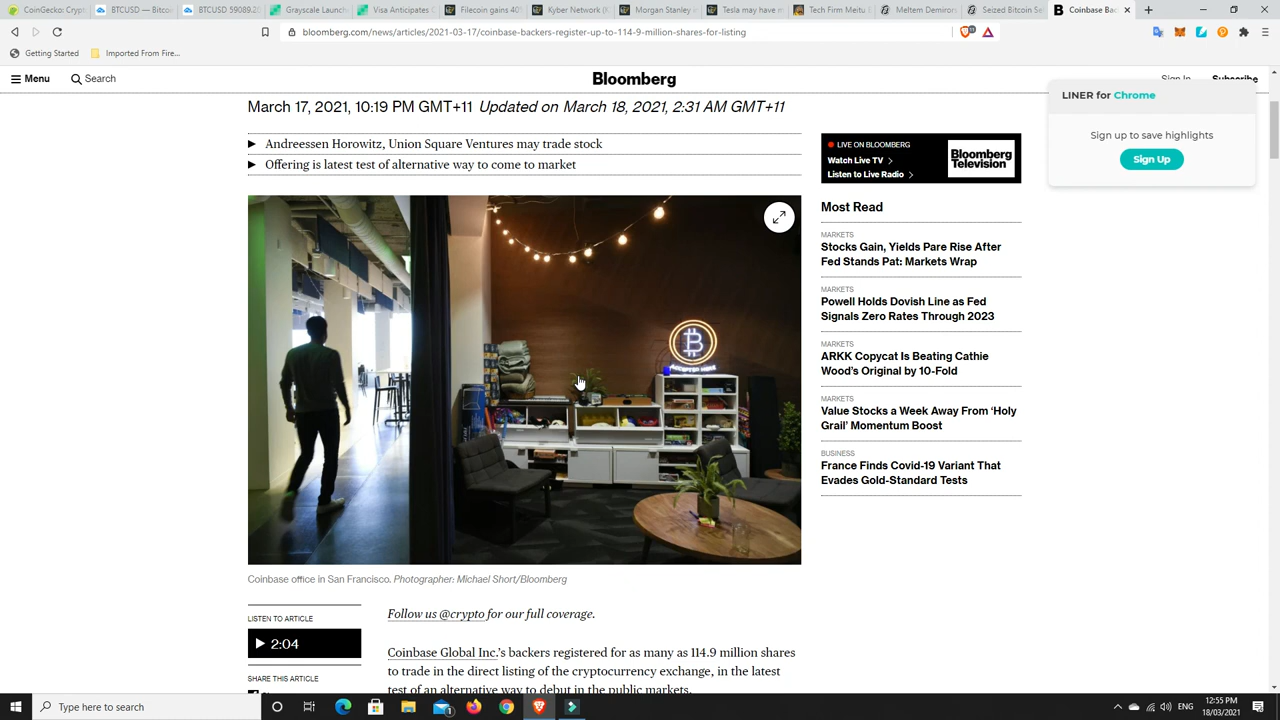 CoinGecko: Cryp
BTCUSD — Bitcoi
BTCUSD 59089.20
Grayscale Launch
Visa Anticipates C
Filecoin gains 40%
Kyber Network (K
Morgan Stanley e
Tesla may have m
Tech Firm Meitu B
Meltem Demirors
Seized Bitcoin Se
Coinbase Bac
bloomberg.com/news/articles/2021-03-17/coinbase-backers-register-up-to-114-9-million-shares-for-listing
Getting Started
Imported From Fire...
Menu
Search
Bloomberg
Sign In
Subscribe
March 17, 2021, 10:19 PM GMT+11 Updated on March 18, 2021, 2:31 AM GMT+11
Andreessen Horowitz, Union Square Ventures may trade stock
Offering is latest test of alternative way to come to market
LINER for Chrome
Sign up to save highlights
Sign Up
LIVE ON BLOOMBERG
Watch Live TV
Listen to Live Radio
Bloomberg
Television
Most Read
MARKETS
Stocks Gain, Yields Pare Rise After
Fed Stands Pat: Markets Wrap
MARKETS
Powell Holds Dovish Line as Fed
Signals Zero Rates Through 2023
MARKETS
ARKK Copycat Is Beating Cathie
Wood's Original by 10-Fold
MARKETS
Value Stocks a Week Away From 'Holy
Grail' Momentum Boost
BUSINESS
France Finds Covid-19 Variant That
Evades Gold-Standard Tests
ACCEPTED HERE
Coinbase office in San Francisco. Photographer: Michael Short/Bloomberg
LISTEN TO ARTICLE
2:04
SHARE THIS ARTICLE
Follow us @crypto for our full coverage.
Coinbase Global Inc.'s backers registered for as many as 114.9 million shares
to trade in the direct listing of the cryptocurrency exchange, in the latest
test of an alternative way to debut in the public markets.
Type here to search
ENG
12:55 PM
18/03/2021